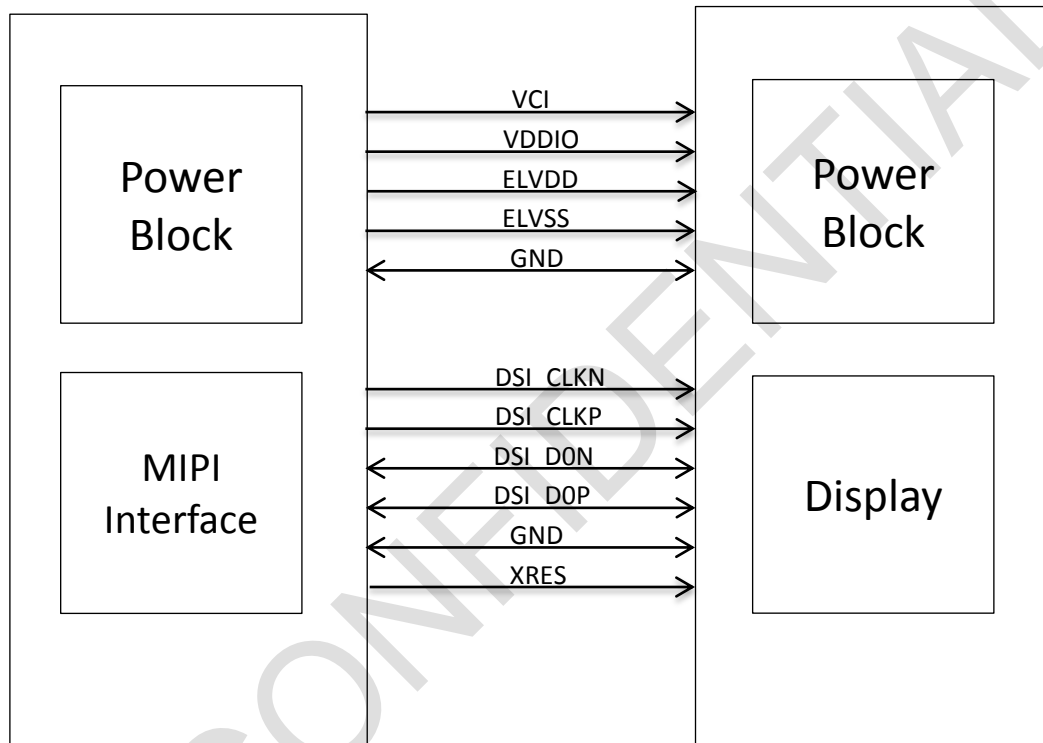 Power
Block
VCI
VDDIO
ELVDD
ELVSS
GND
Power
Block
MIPI
Interface
DSI_CLKN
DSI_CLKP
DSI_D0N
DSI_D0P
GND
XRES
Display
CONFIDENTIAL